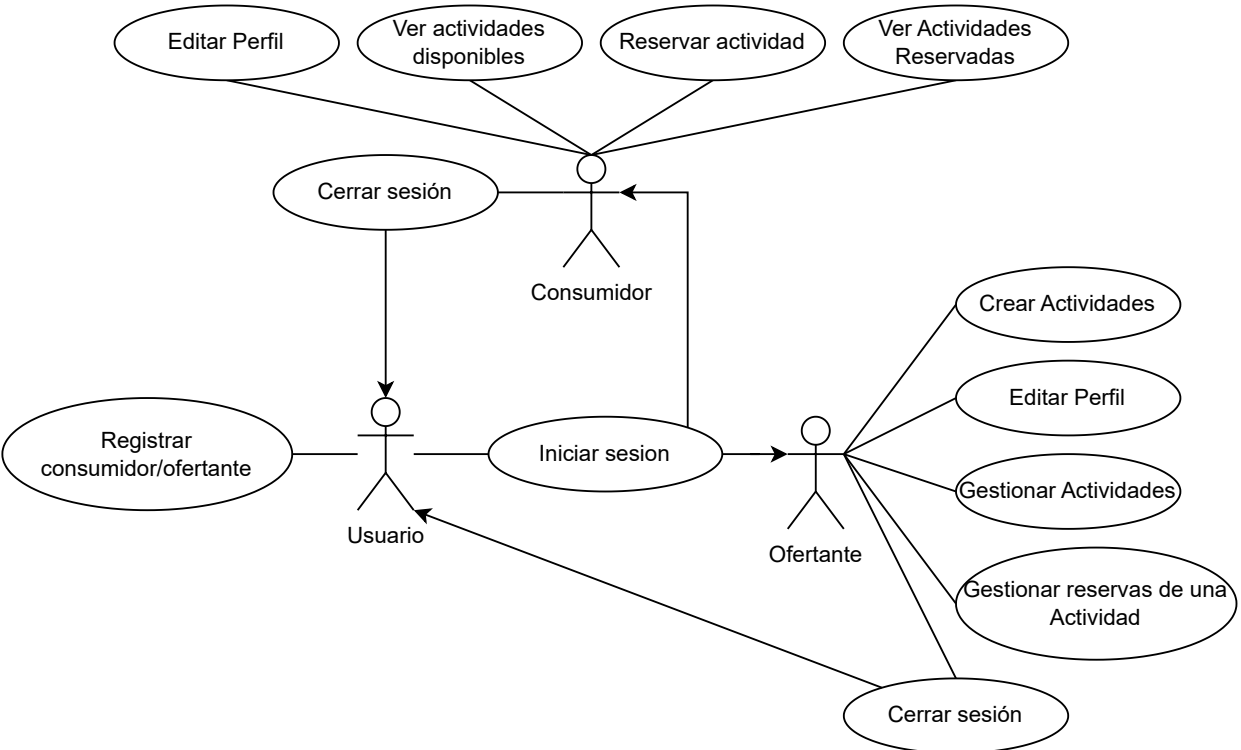 Editar Perfil
Ver actividades
disponibles
Reservar actividad
Ver Actividades
Reservadas
Cerrar sesión
Consumidor
Crear Actividades
Editar Perfil
Registrar
consumidor/ofertante
Iniciar sesion
Gestionar Actividades
Usuario
Ofertante
Gestionar reservas de una
Actividad
Cerrar sesión